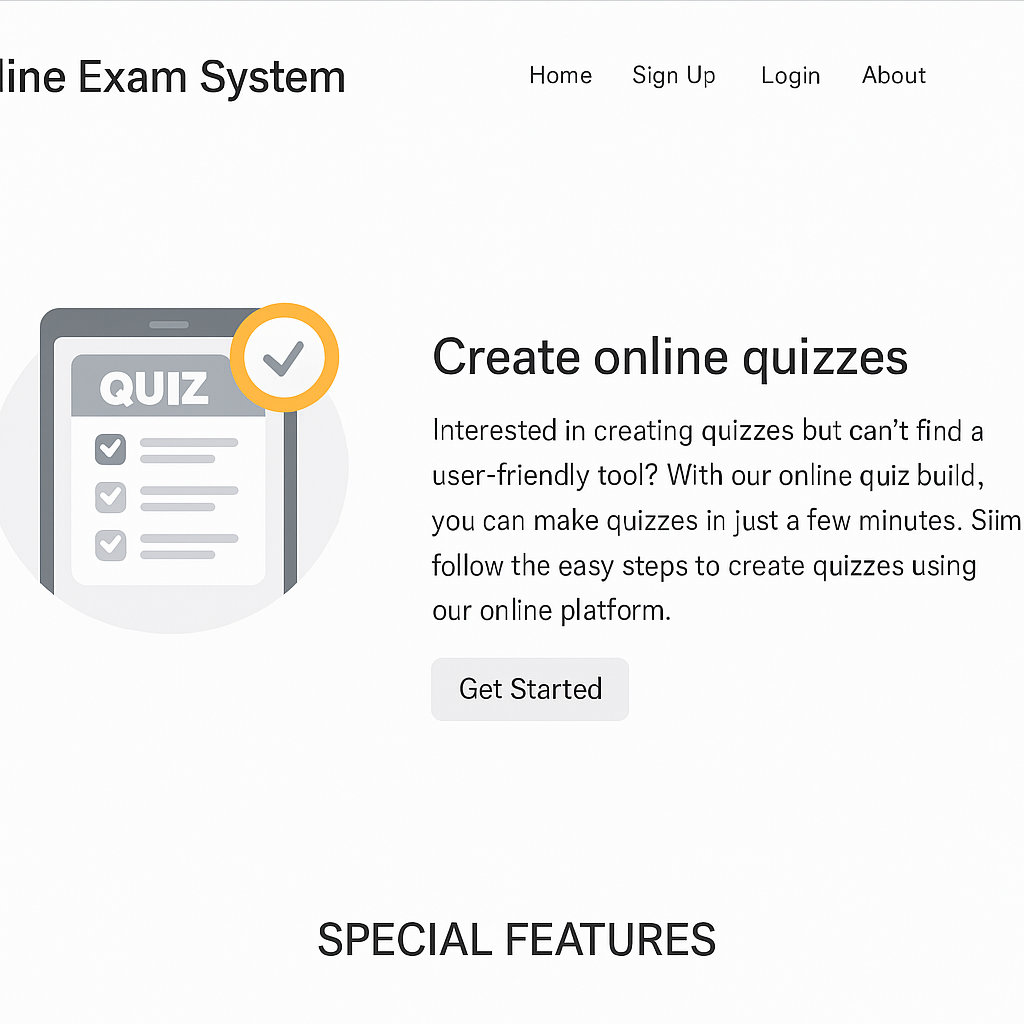 line Exam System
Home Sign Up Login About
QUIZ
Create online quizzes
Interested in creating quizzes but can't find a
user-friendly tool? With our online quiz build,
you can make quizzes in just a few minutes. Siim
follow the easy steps to create quizzes using
our online platform.
Get Started
SPECIAL FEATURES